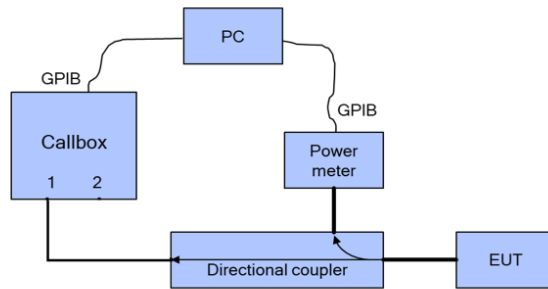 PC
GPIB
GPIB
Callbox
1 2
Power
meter
Directional coupler
EUT